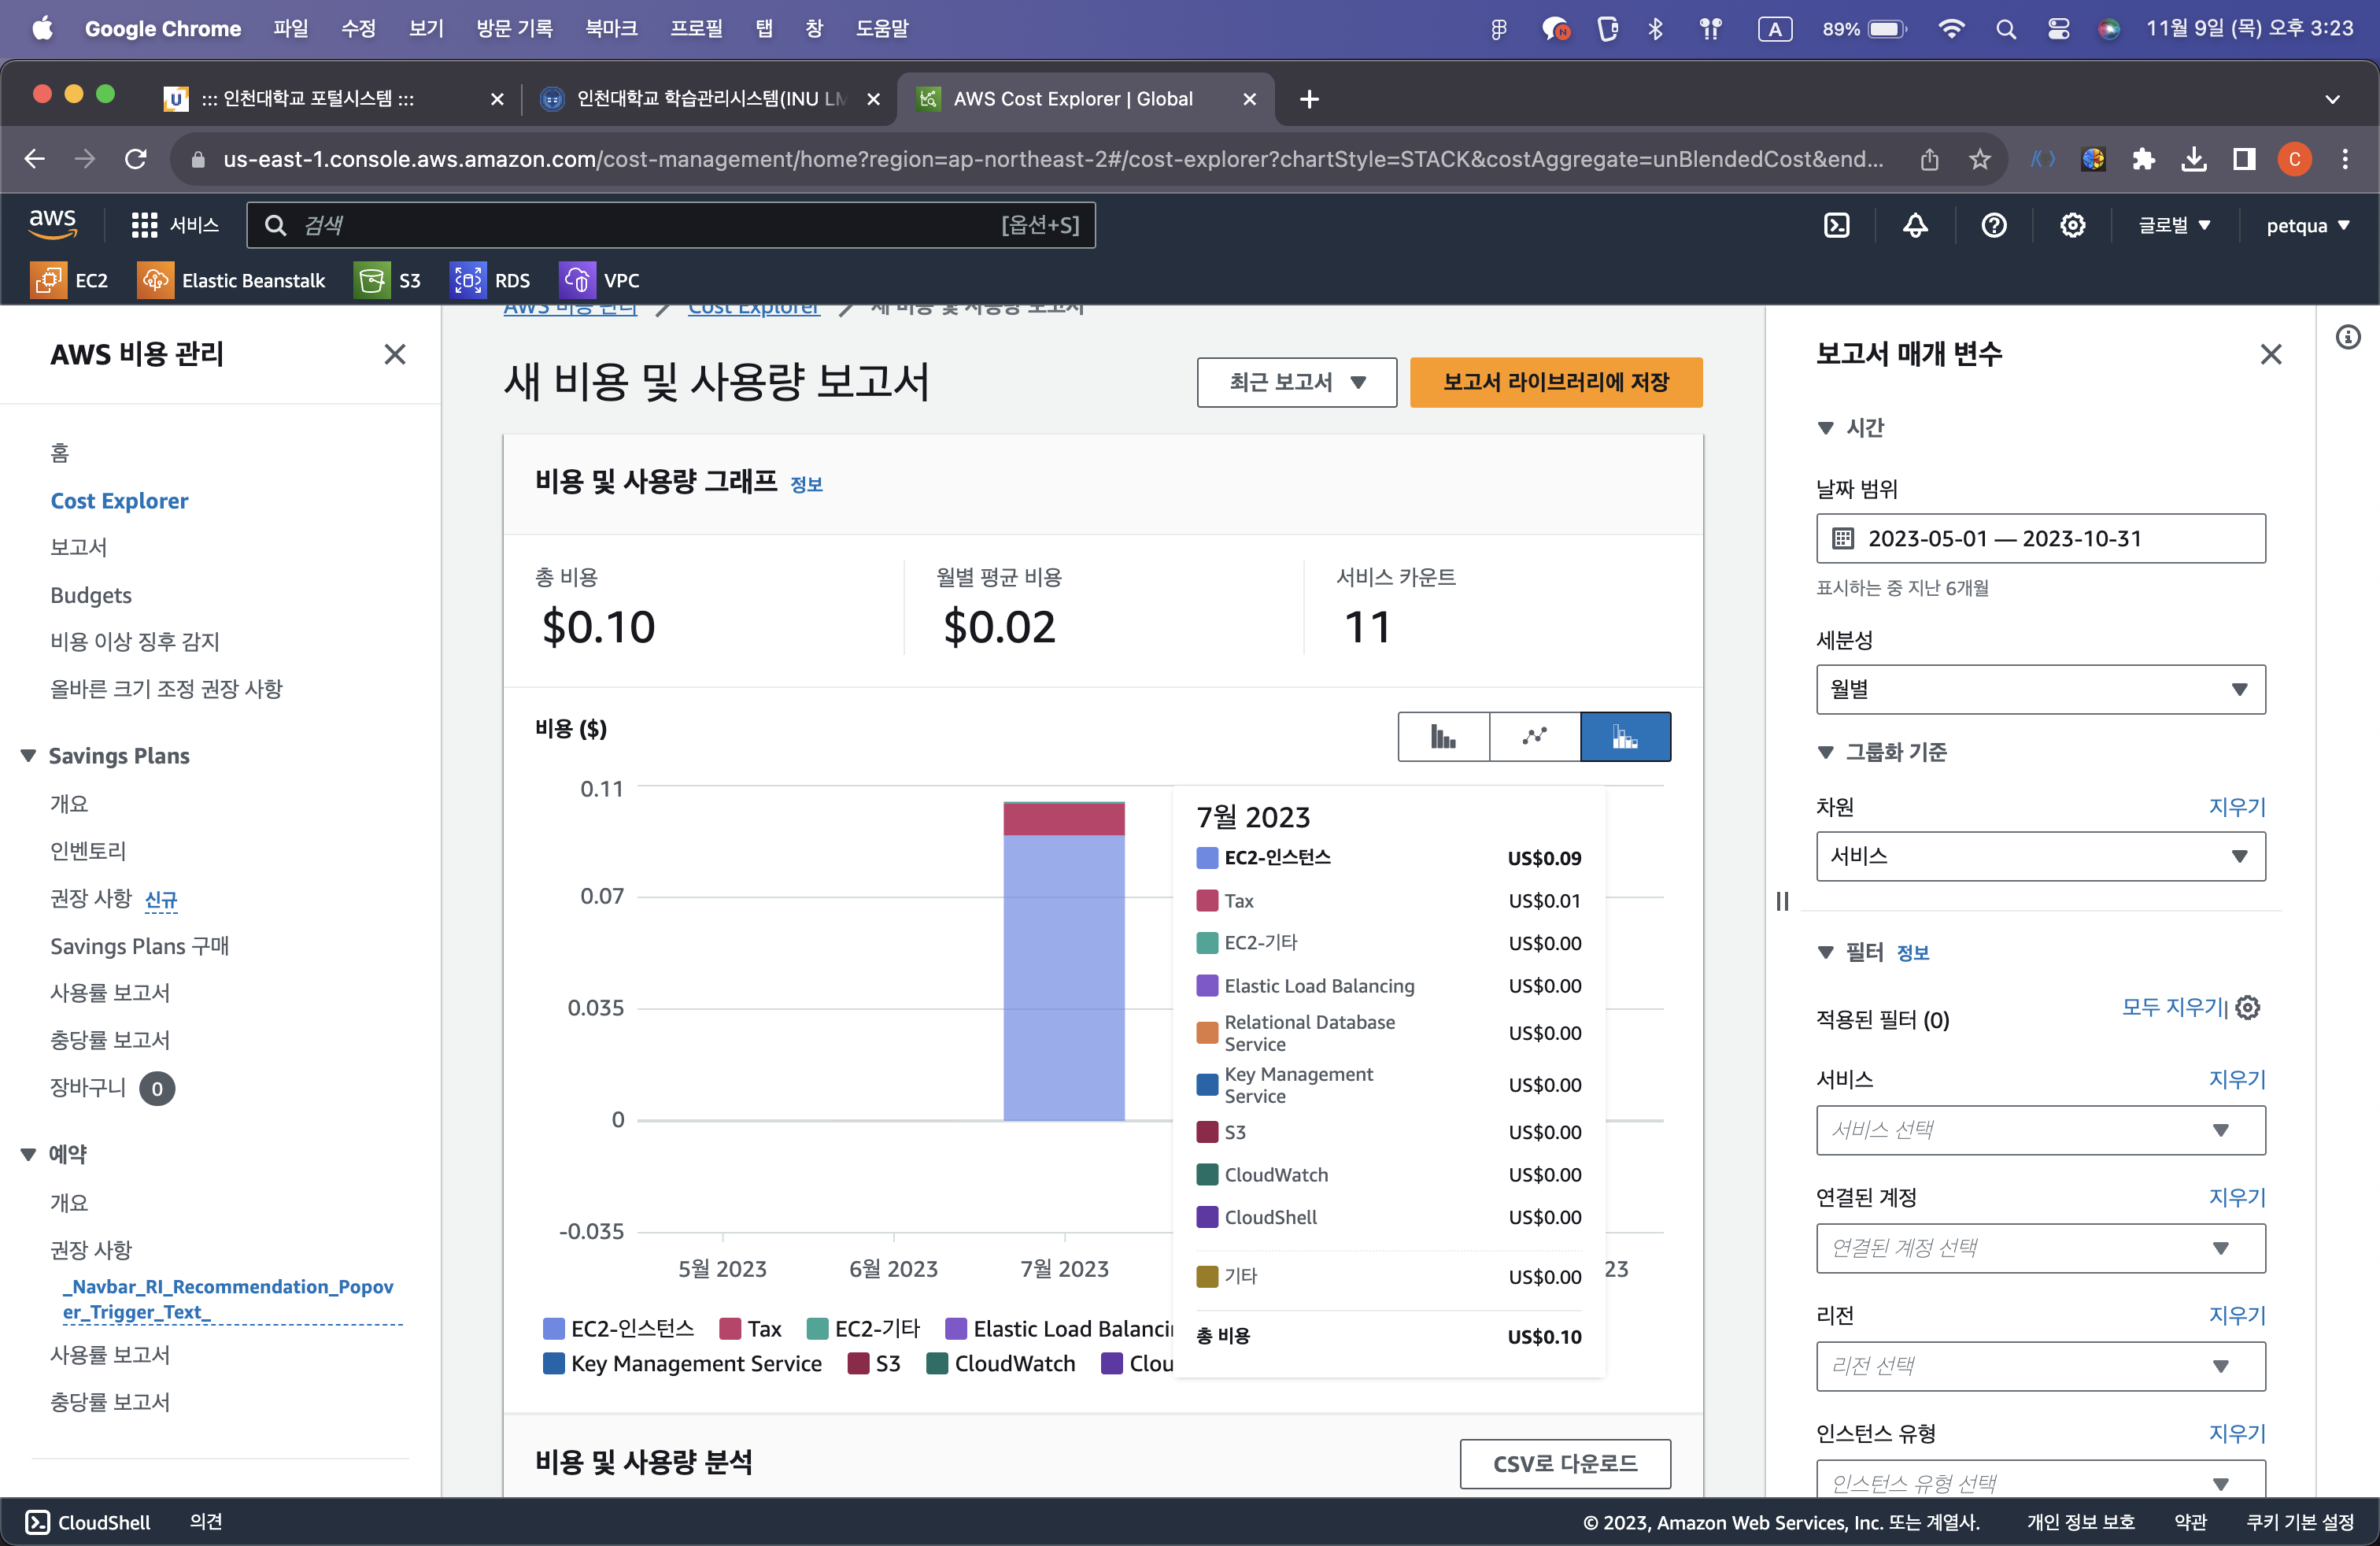 Google Chrome 파일 수정 보기 방문 기록 북마크 프로필 탭 창 도움말 A 89% 11월 9일 (목) 오후 3:23
::: 인천대학교 포털시스템 :::
인천대학교 학습관리시스템(INU LM
AWS Cost Explorer | Global
us-east-1.console.aws.amazon.com/cost-management/home?region=ap-northeast-2#/cost-explorer?chartStyle=STACK&costAggregate=unBlendedCost&end...
C
aws 서비스 검색 [옵션+S] 글로벌 petqua
EC2 Elastic Beanstalk S3 RDS VPC
AWS 비용 관리
홈
Cost Explorer
보고서
Budgets
비용 이상 징후 감지
올바른 크기 조정 권장 사항
Savings Plans
개요
인벤토리
권장 사항 신규
Savings Plans 구매
사용률 보고서
충당률 보고서
장바구니 0
예약
개요
권장 사항
_Navbar_RI_Recommendation_Popov
er_Trigger_Text_
사용률 보고서
충당률 보고서
AWS 비용 관리 / Cost Explorer / 새 비용 및 사용량 보고서
새 비용 및 사용량 보고서
최근 보고서
보고서 라이브러리에 저장
비용 및 사용량 그래프 정보
총 비용
$0.10
월별 평균 비용
$0.02
서비스 카운트
11
비용 ($)
0.11
0.07
0.035
0
-0.035
5월 2023
6월 2023
7월 2023
23
7월 2023
EC2-인스턴스 US$0.09
Tax US$0.01
EC2-기타 US$0.00
Elastic Load Balancing US$0.00
Relational Database
Service US$0.00
Key Management
Service US$0.00
S3 US$0.00
CloudWatch US$0.00
CloudShell US$0.00
기타 US$0.00
총 비용 US$0.10
EC2-인스턴스 Tax EC2-기타 Elastic Load Balancin
Key Management Service S3 CloudWatch Clou
비용 및 사용량 분석
CSV로 다운로드
보고서 매개 변수
시간
날짜 범위
2023-05-01 — 2023-10-31
표시하는 중 지난 6개월
세분성
월별
그룹화 기준
차원 지우기
서비스
필터 정보
적용된 필터 (0) 모두 지우기
서비스 지우기
서비스 선택
연결된 계정 지우기
연결된 계정 선택
리전 지우기
리전 선택
인스턴스 유형 지우기
인스턴스 유형 선택
CloudShell 의견 © 2023, Amazon Web Services, Inc. 또는 계열사. 개인 정보 보호 약관 쿠키 기본 설정